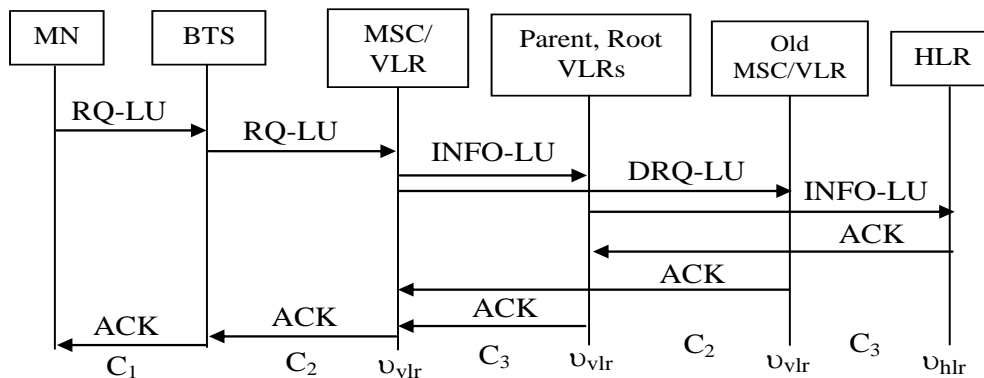 MN
BTS
MSC/
VLR
Parent, Root
VLRs
Old
MSC/VLR
HLR
RQ-LU
RQ-LU
INFO-LU
DRQ-LU
INFO-LU
ACK
ACK
ACK
ACK
ACK
C1
C2
υvlr
C3
υvlr
C2
υvlr
C3
υhlr